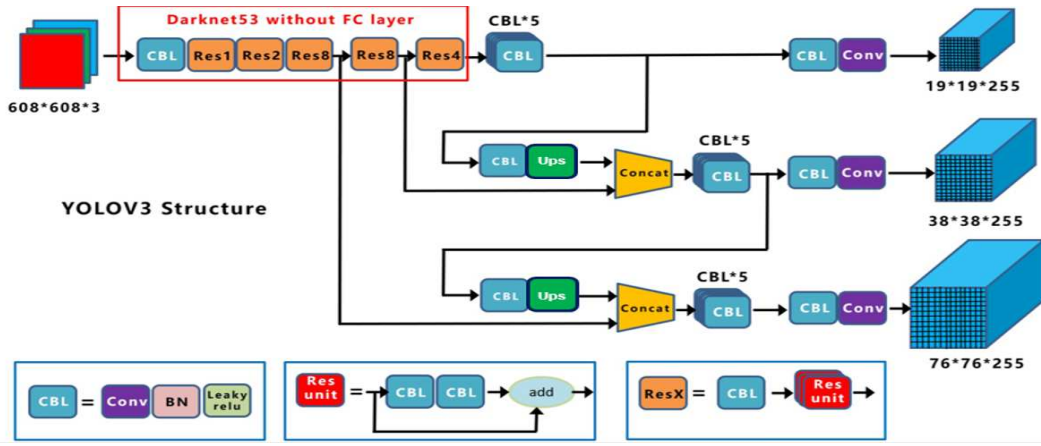 Darknet53 without FC layer
CBL*5
CBL Res1 Res2 Res8 Res8 Res4 CBL CBL Conv
608*608*3
19*19*255
CBL*5
CBL Ups Concat CBL CBL Conv
YOLOV3 Structure
38*38*255
CBL*5
CBL Ups Concat CBL CBL Conv
76*76*255
CBL = Conv BN Leaky relu
Res unit = CBL CBL add
ResX = CBL Res unit